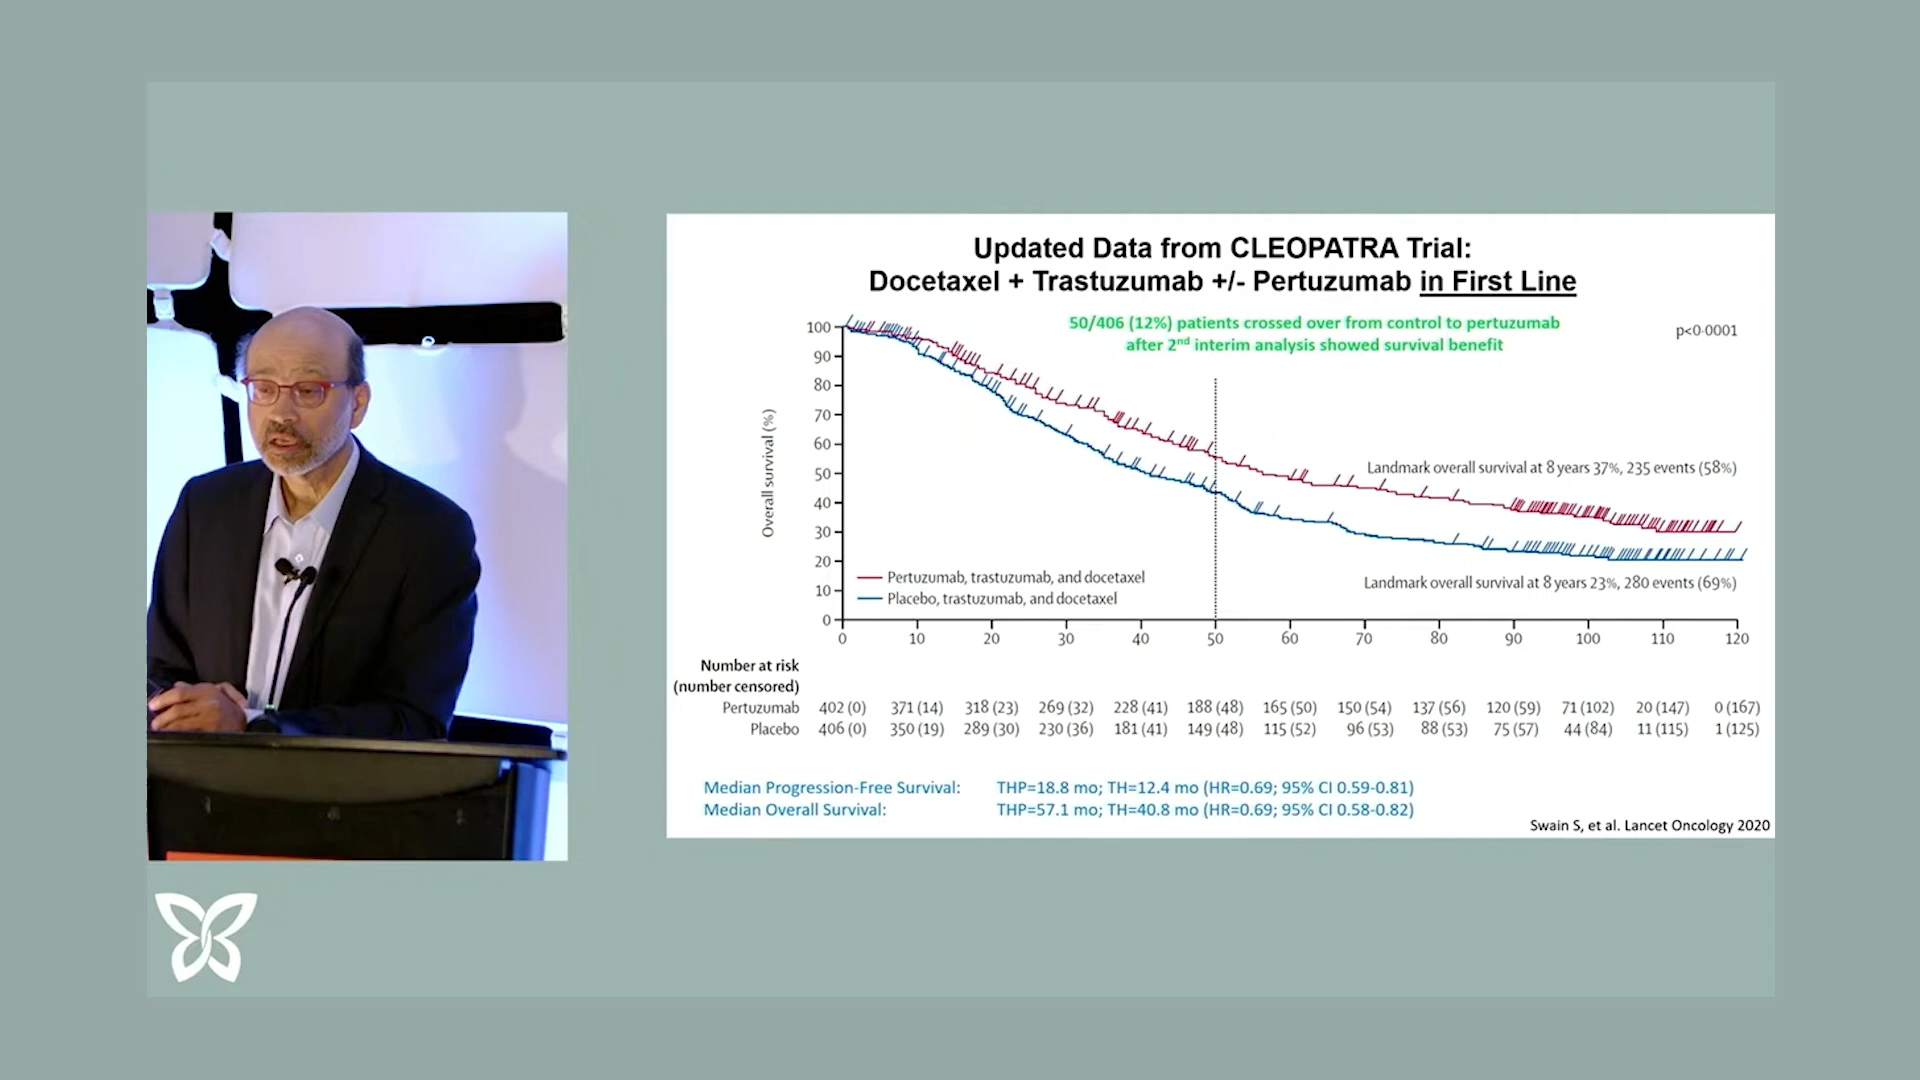 Updated Data from CLEOPATRA Trial:
Docetaxel + Trastuzumab +/- Pertuzumab in First Line
50/406 (12%) patients crossed over from control to pertuzumab
after 2nd interim analysis showed survival benefit
p<0·0001
100
90
80
70
60
50
40
30
20
10
0
Overall survival (%)
Landmark overall survival at 8 years 37%, 235 events (58%)
Landmark overall survival at 8 years 23%, 280 events (69%)
Pertuzumab, trastuzumab, and docetaxel
Placebo, trastuzumab, and docetaxel
0 10 20 30 40 50 60 70 80 90 100 110 120
Number at risk
(number censored)
Pertuzumab 402 (0) 371 (14) 318 (23) 269 (32) 228 (41) 188 (48) 165 (50) 150 (54) 137 (56) 120 (59) 71 (102) 20 (147) 0 (167)
Placebo 406 (0) 350 (19) 289 (30) 230 (36) 181 (41) 149 (48) 115 (52) 96 (53) 88 (53) 75 (57) 44 (84) 11 (115) 1 (125)
Median Progression-Free Survival: THP=18.8 mo; TH=12.4 mo (HR=0.69; 95% CI 0.59-0.81)
Median Overall Survival: THP=57.1 mo; TH=40.8 mo (HR=0.69; 95% CI 0.58-0.82)
Swain S, et al. Lancet Oncology 2020